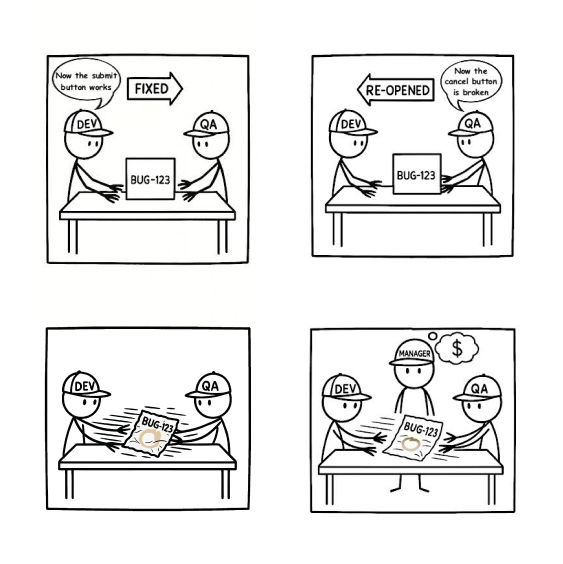 Now the submit
button works
FIXED
DEV
QA
BUG-123
Now the
cancel button
is broken
RE-OPENED
DEV
QA
BUG-123
DEV
QA
BUG-123
MANAGER
$
DEV
QA
BUG-123